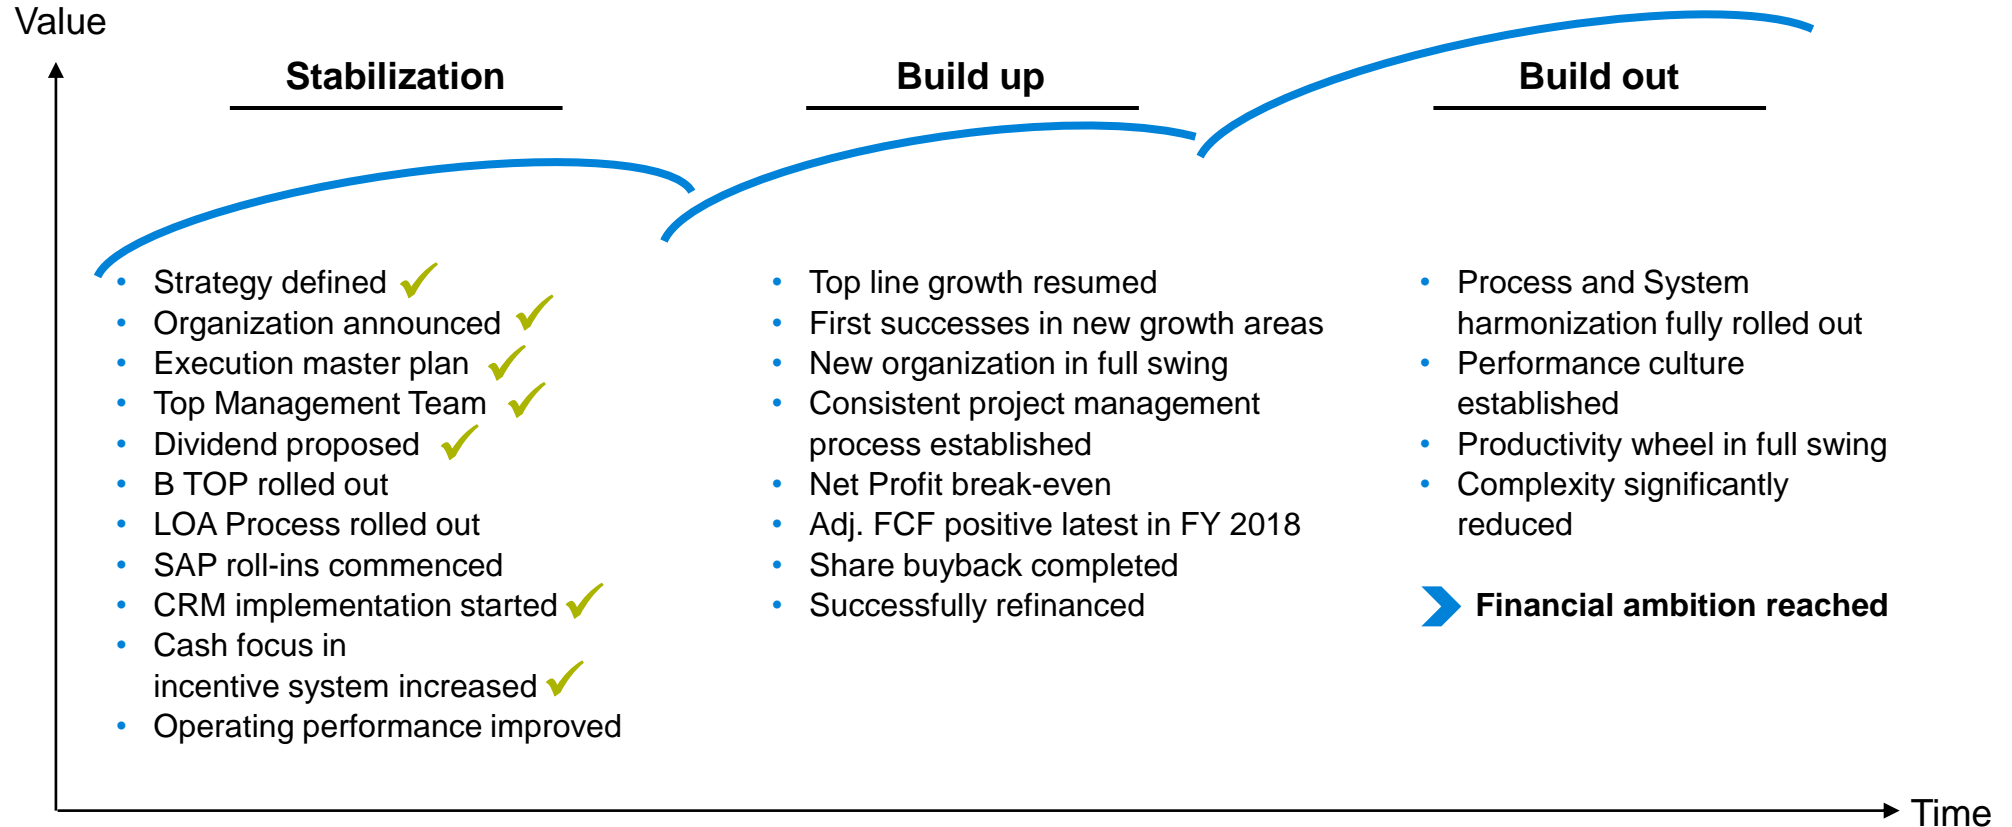 Value
Stabilization
• Strategy defined ✓
• Organization announced ✓
• Execution master plan ✓
• Top Management Team ✓
• Dividend proposed ✓
• B TOP rolled out
• LOA Process rolled out
• SAP roll-ins commenced
• CRM implementation started ✓
• Cash focus in
incentive system increased ✓
• Operating performance improved
Build up
• Top line growth resumed
• First successes in new growth areas
• New organization in full swing
• Consistent project management
process established
• Net Profit break-even
• Adj. FCF positive latest in FY 2018
• Share buyback completed
• Successfully refinanced
Build out
• Process and System
harmonization fully rolled out
• Performance culture
established
• Productivity wheel in full swing
• Complexity significantly
reduced
Financial ambition reached
Time